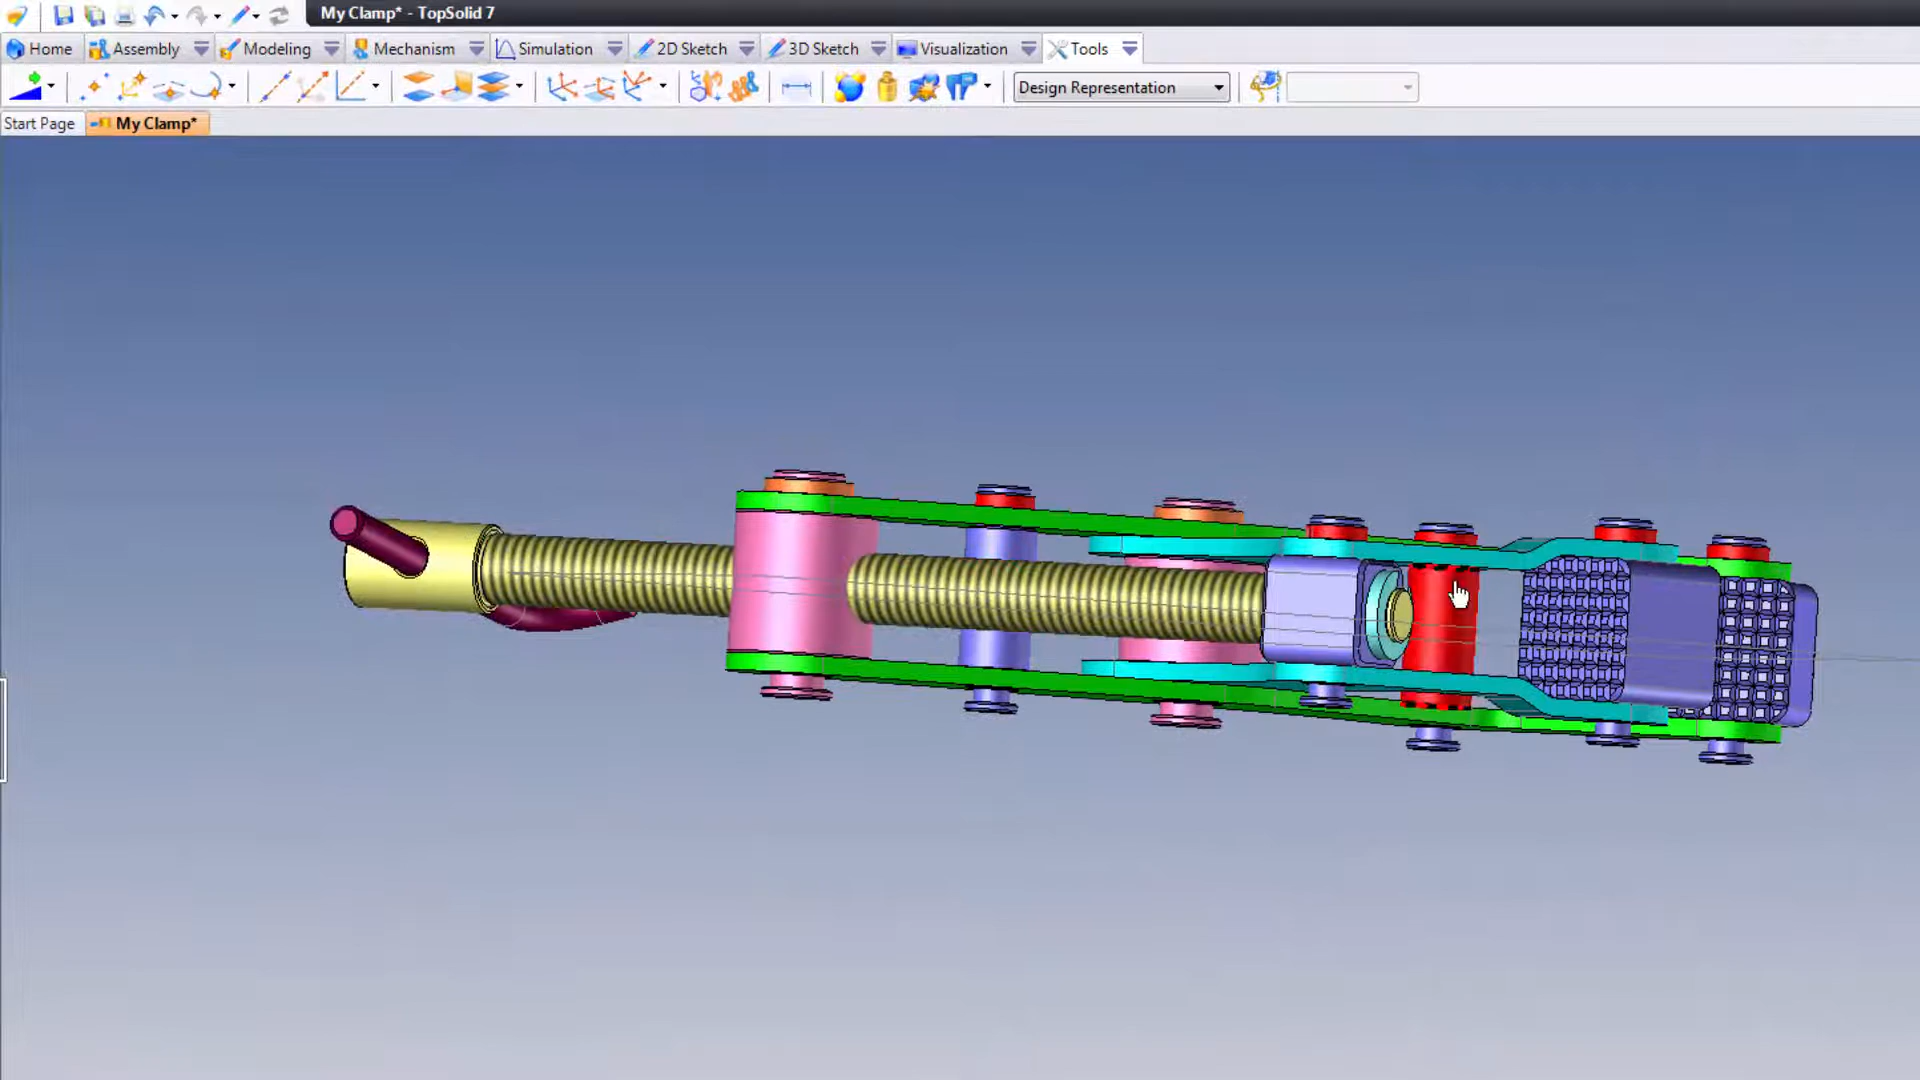 My Clamp* - TopSolid 7
Home Assembly Modeling Mechanism Simulation 2D Sketch 3D Sketch Visualization Tools
Design Representation
Start Page My Clamp*